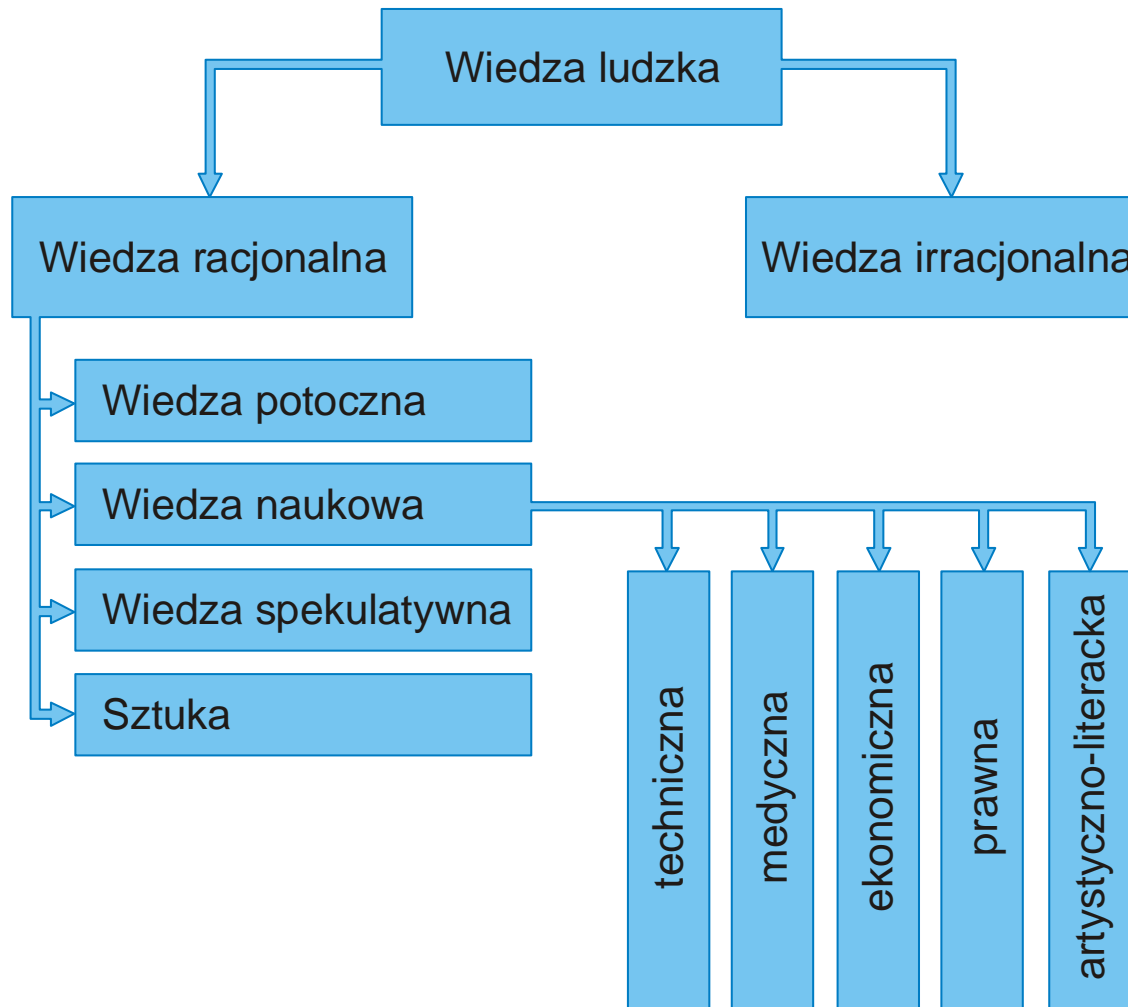 Wiedza ludzka
Wiedza racjonalna
Wiedza irracjonalna
Wiedza potoczna
Wiedza naukowa
Wiedza spekulatywna
Sztuka
techniczna
medyczna
ekonomiczna
prawna
artystyczno-literacka